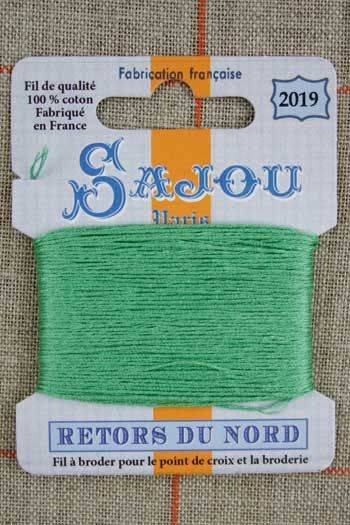 Fabrication française
Fil de qualité
100 % coton
Fabriqué
en France
2019
SAJOU
Paris
RETORS DU NORD
Fil à broder pour le point de croix et la broderie